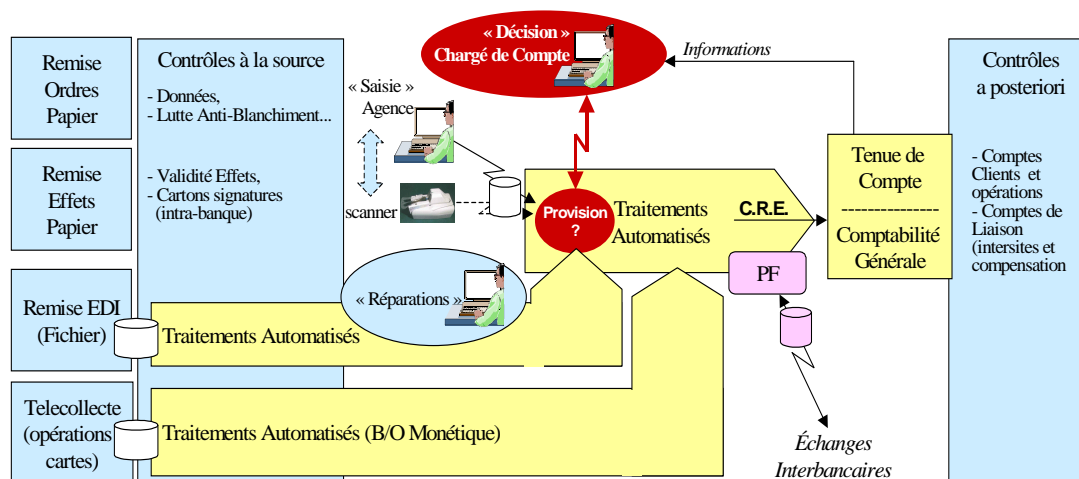 Remise
Ordres
Papier
Remise
Effets
Papier
Remise EDI
(Fichier)
Telecollecte
(opérations
cartes)
Contrôles à la source
- Données,
- Lutte Anti-Blanchiment...
- Validité Effets,
- Cartons signatures
(intra-banque)
« Saisie »
Agence
scanner
« Décision »
Chargé de Compte
Informations
Provision
?
Traitements
Automatisés
C.R.E.
« Réparations »
PF
Traitements Automatisés
Traitements Automatisés (B/O Monétique)
Échanges
Interbancaires
Tenue de
Compte
---------------
Comptabilité
Générale
Contrôles
a posteriori
- Comptes
Clients et
opérations
- Comptes de
Liaison
(intersites et
compensation